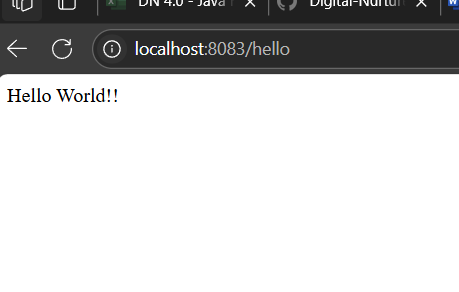 DN 4.0 - Java
Digital-Nurtur
localhost:8083/hello
Hello World!!